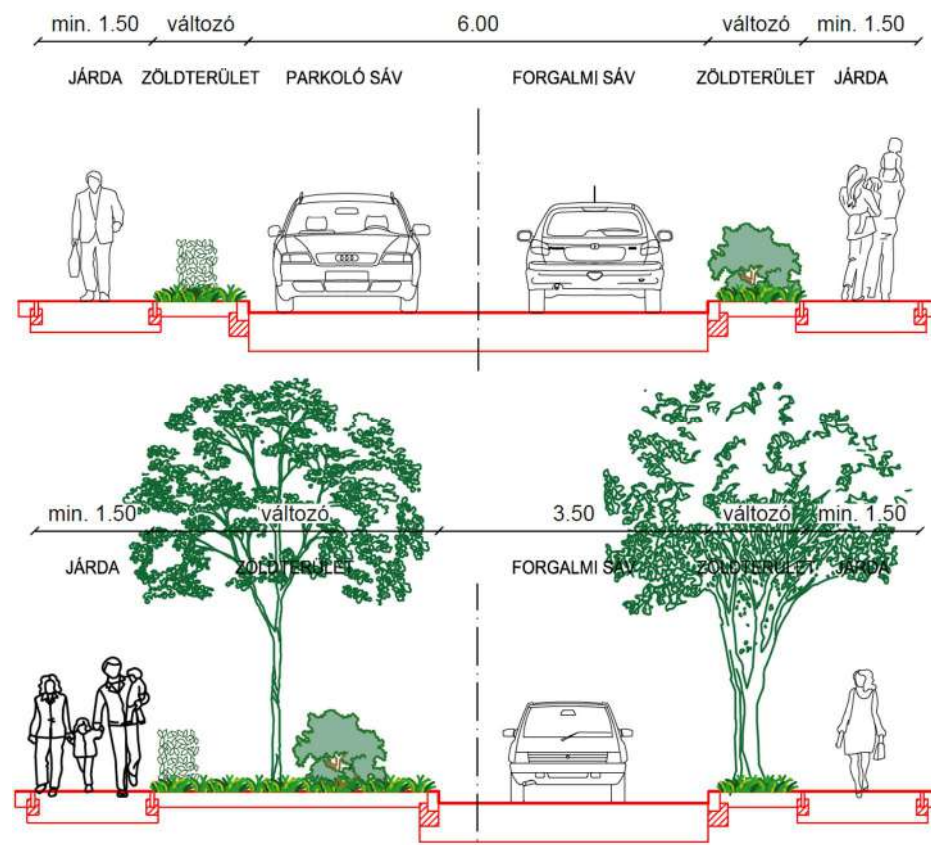 min. 1.50 változó 6.00 változó min. 1.50
JÁRDA ZÖLDTERÜLET PARKOLÓ SÁV FORGALMI SÁV ZÖLDTERÜLET JÁRDA
min. 1.50 változó 3.50 változó min. 1.50
JÁRDA ZÖLDTERÜLET FORGALMI SÁV ZÖLDTERÜLET JÁRDA